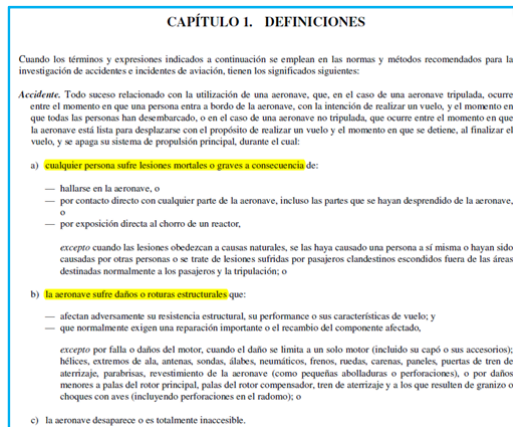 CAPÍTULO 1. DEFINICIONES
Cuando los términos y expresiones indicados a continuación se emplean en las normas y métodos recomendados para la
investigación de accidentes e incidentes de aviación, tienen los significados siguientes:
Accidente. Todo suceso relacionado con la utilización de una aeronave, que, en el caso de una aeronave tripulada, ocurre
entre el momento en que una persona entra a bordo de la aeronave, con la intención de realizar un vuelo, y el momento en
que todas las personas han desembarcado, o en el caso de una aeronave no tripulada, que ocurre entre el momento en que
la aeronave está lista para desplazarse con el propósito de realizar un vuelo y el momento en que se detiene, al finalizar el
vuelo, y se apaga su sistema de propulsión principal, durante el cual:
a) cualquier persona sufre lesiones mortales o graves a consecuencia de:
— hallarse en la aeronave, o
— por contacto directo con cualquier parte de la aeronave, incluso las partes que se hayan desprendido de la aeronave,
o
— por exposición directa al chorro de un reactor,
excepto cuando las lesiones obedezcan a causas naturales, se las haya causado una persona a sí misma o hayan sido
causadas por otras personas o se trate de lesiones sufridas por pasajeros clandestinos escondidos fuera de las áreas
destinadas normalmente a los pasajeros y la tripulación; o
b) la aeronave sufre daños o roturas estructurales que:
— afectan adversamente su resistencia estructural, su performance o sus características de vuelo; y
— que normalmente exigen una reparación importante o el recambio del componente afectado,
excepto por falla o daños del motor, cuando el daño se limita a un solo motor (incluido su capó o sus accesorios);
hélices, extremos de ala, antenas, sondas, álabes, neumáticos, frenos, ruedas, carenas, paneles, puertas de tren de
aterrizaje, parabrisas, revestimiento de la aeronave (como pequeñas abolladuras o perforaciones), o por daños
menores a palas del rotor principal, palas del rotor compensador, tren de aterrizaje y a los que resulten de granizo o
choques con aves (incluyendo perforaciones en el radomo); o
c) la aeronave desaparece o es totalmente inaccesible.